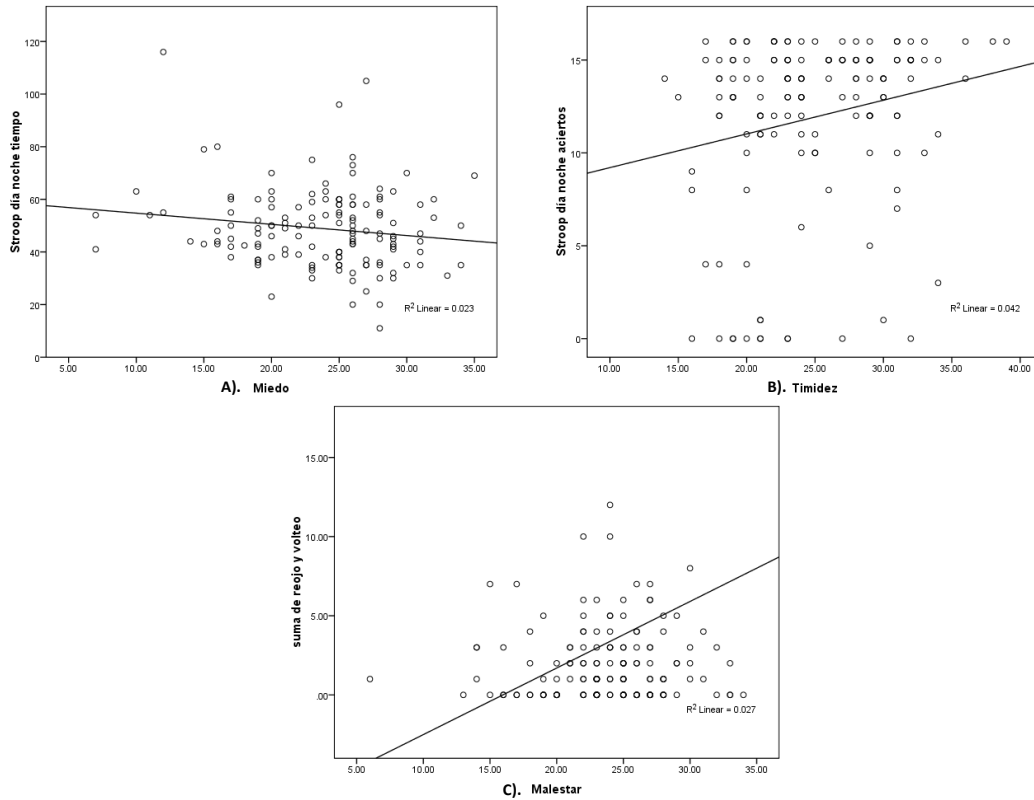 Stroop día noche tiempo
120
100
80
60
40
20
0
R² Linear = 0.023
5.00 10.00 15.00 20.00 25.00 30.00 35.00
A). Miedo
Stroop día noche aciertos
15
10
5
0
R² Linear = 0.042
10.00 15.00 20.00 25.00 30.00 35.00 40.00
B). Timidez
suma de reojo y volteo
15.00
10.00
5.00
.00
R² Linear = 0.027
5.00 10.00 15.00 20.00 25.00 30.00 35.00
C). Malestar